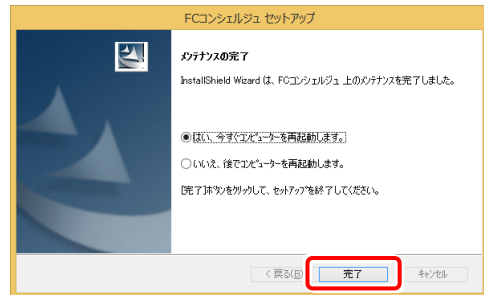 FCコンシェルジュ セットアップ
メンテナンスの完了
InstallShield Wizard は、FCコンシェルジュ 上のメンテナンスを完了しました。
はい、今すぐコンピューターを再起動します。
いいえ、後でコンピューターを再起動します。
[完了]ボタンをクリックして、セットアップを終了してください。
< 戻る(B) 完了 キャンセル